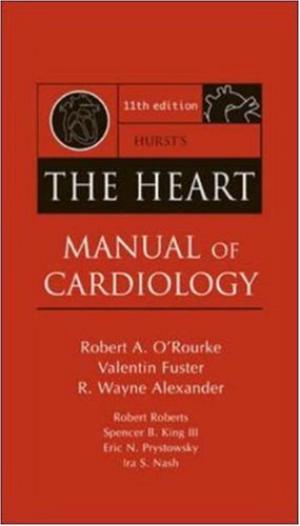 11th edition
HURST'S
THE HEART
MANUAL OF
CARDIOLOGY
Robert A. O'Rourke
Valentin Fuster
R. Wayne Alexander
Robert Roberts
Spencer B. King III
Eric N. Prystowsky
Ira S. Nash